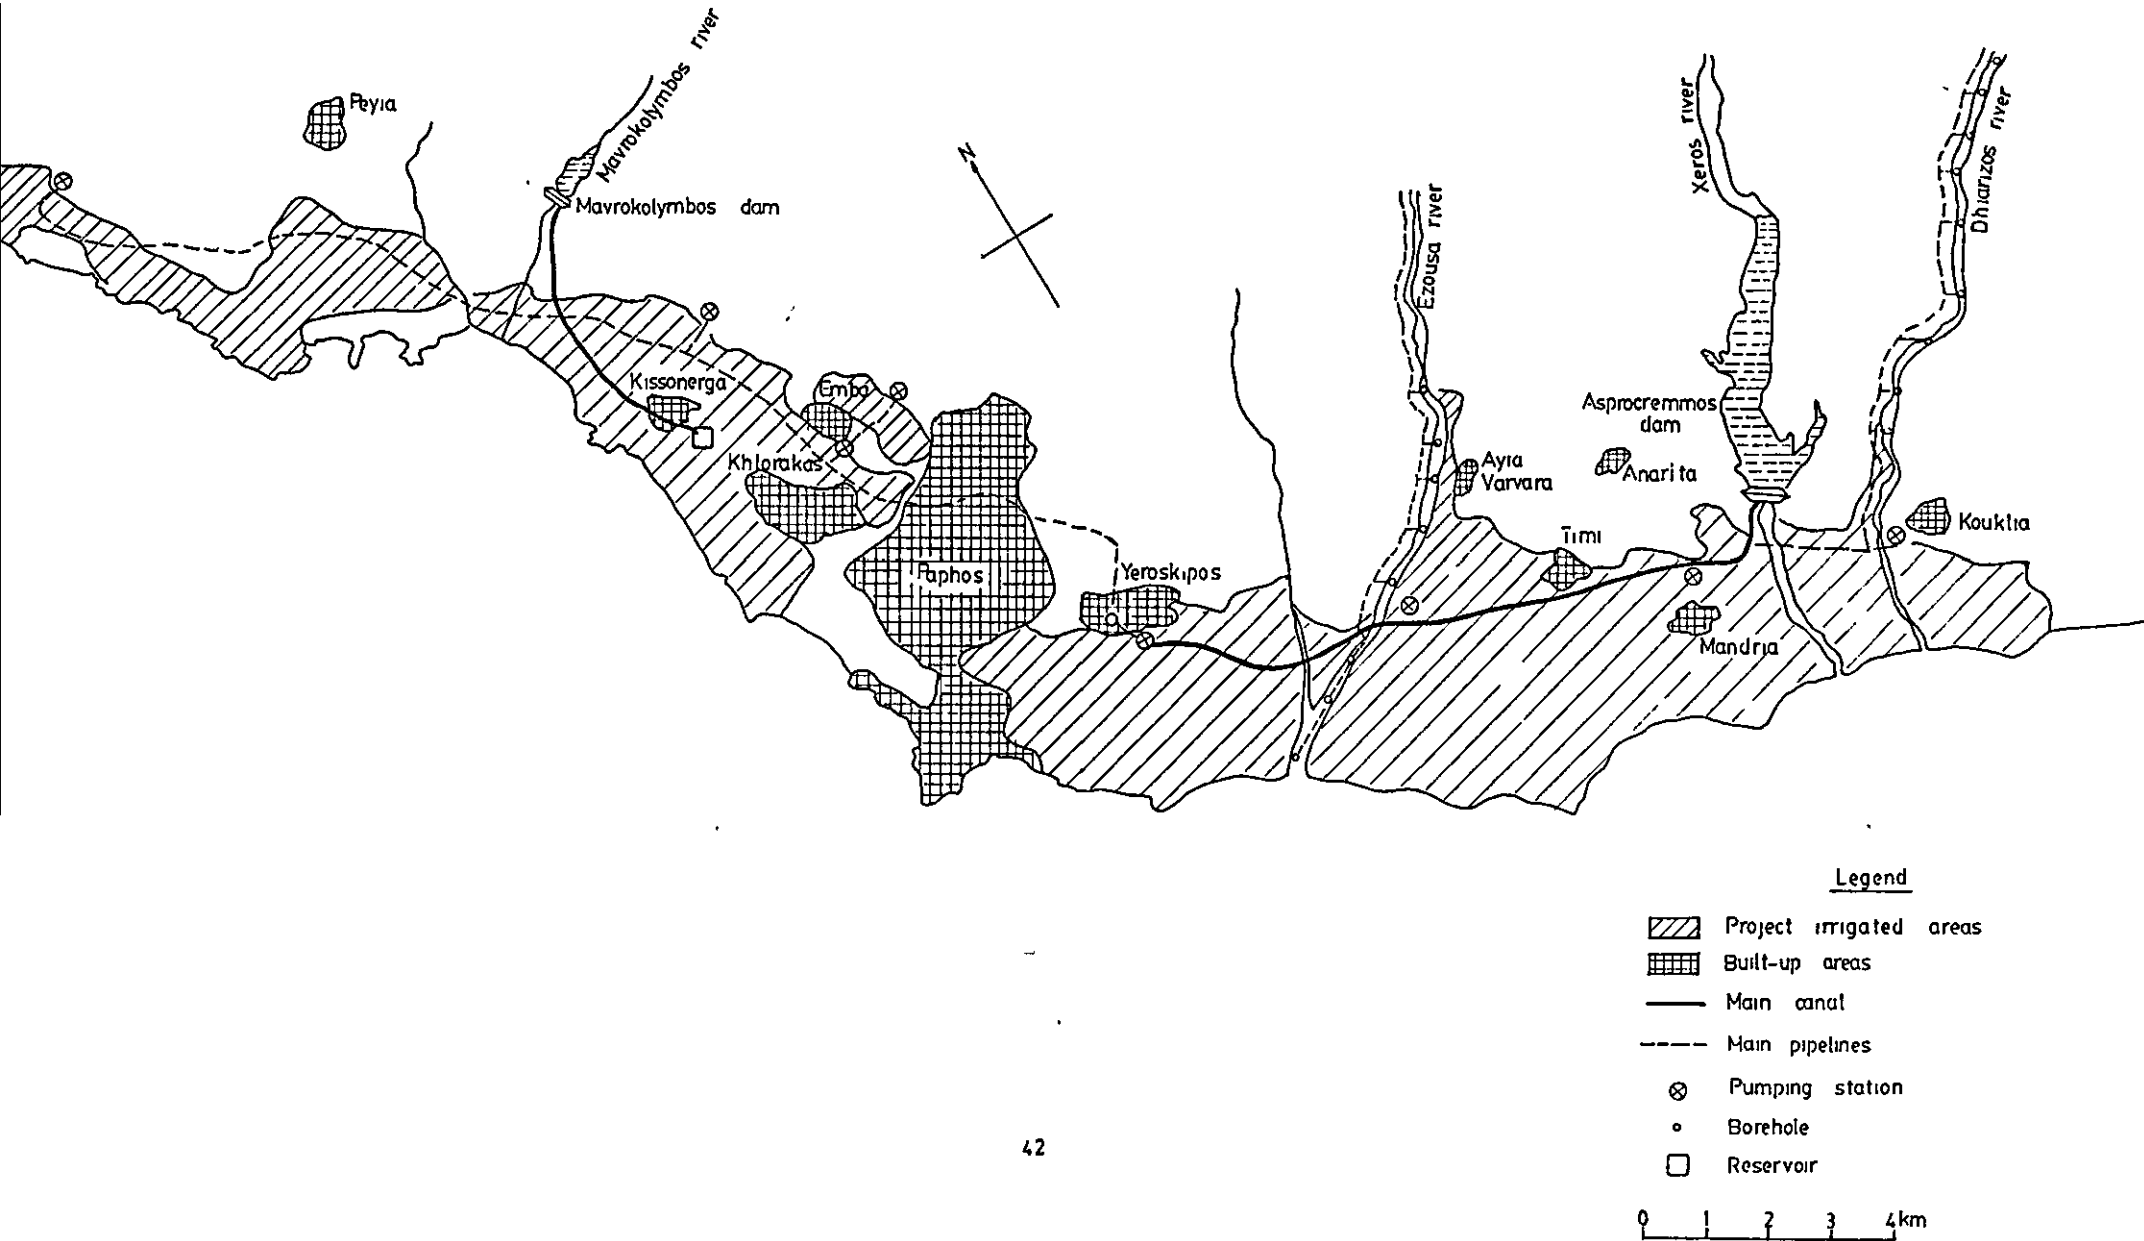 Peyia
Mavrokolymbos river
Mavrokolymbos dam
N
Xeros river
Dhiarizos river
Ezousa river
Kissonerga
Emba
Khlorakas
Asprocremmos
dam
Ayia
Varvara
Anarita
Kouklia
Timi
Paphos
Yeroskipos
Mandria
Legend
Project irrigated areas
Built-up areas
Main canal
Main pipelines
Pumping station
Borehole
Reservoir
0 1 2 3 4 km
42